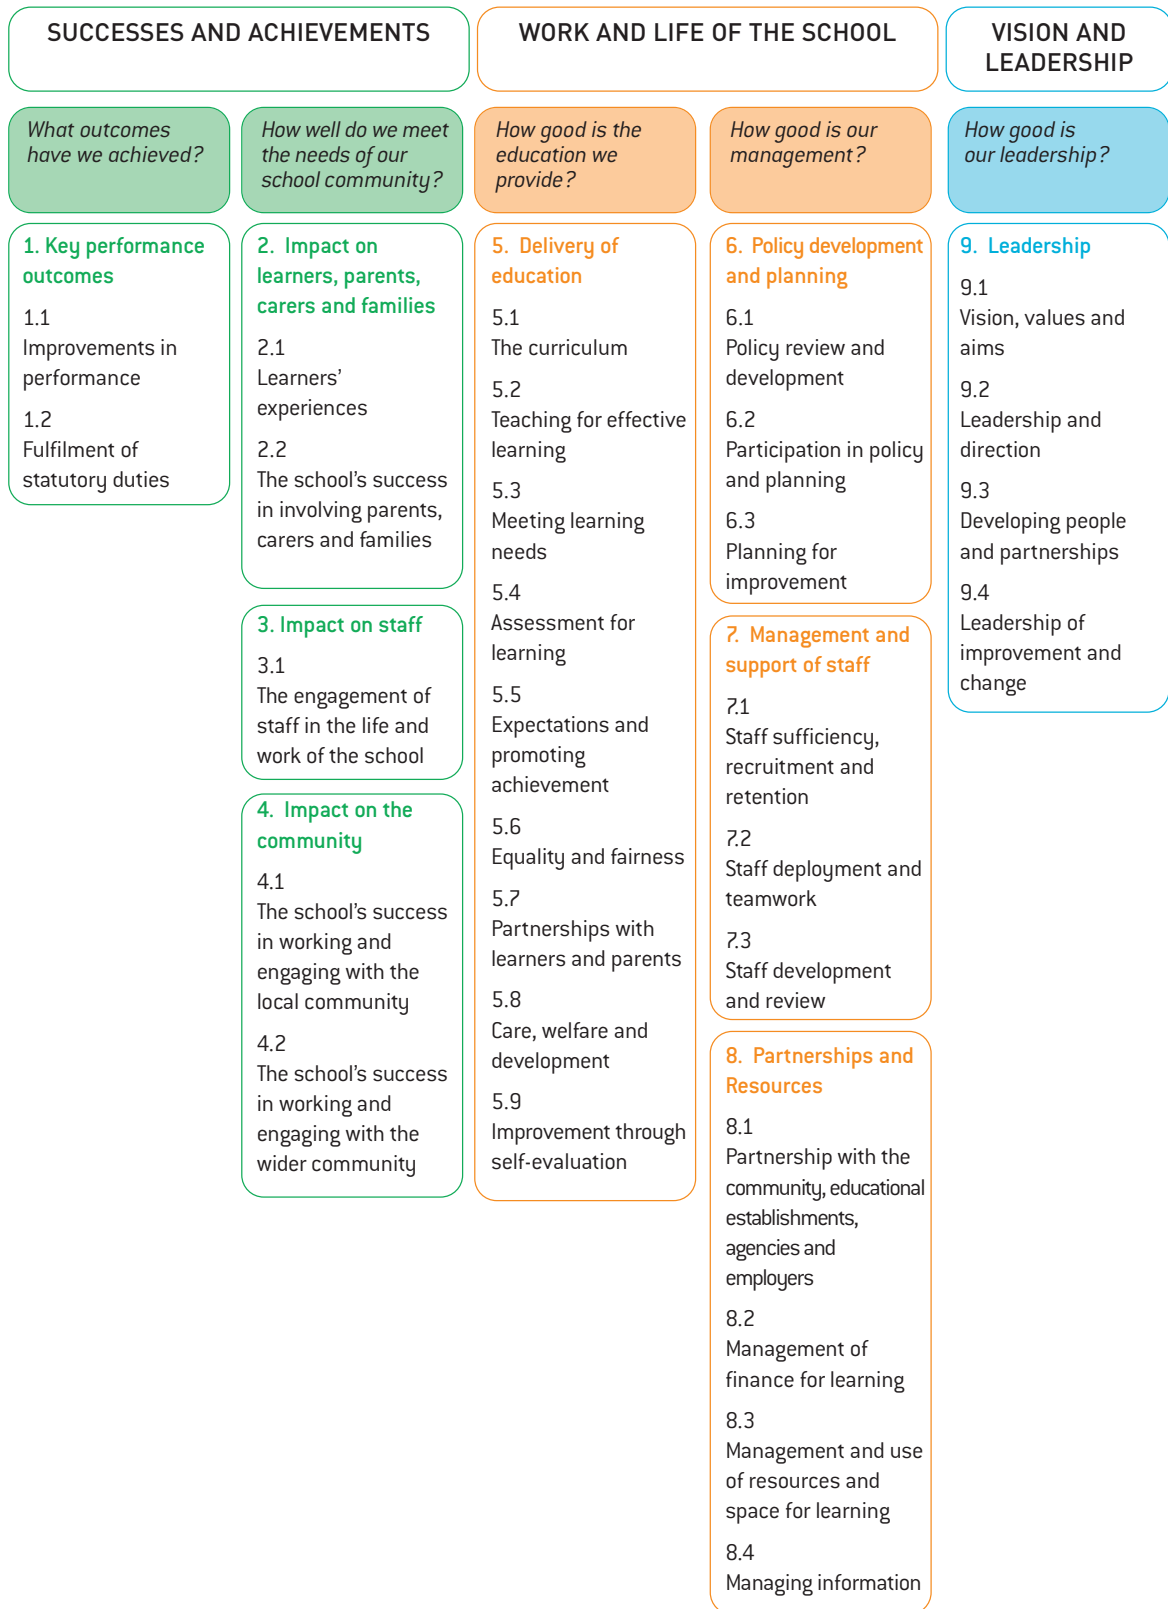 SUCCESSES AND ACHIEVEMENTS
WORK AND LIFE OF THE SCHOOL
VISION AND
LEADERSHIP
What outcomes
have we achieved?
How well do we meet
the needs of our
school community?
How good is the
education we
provide?
How good is our
management?
How good is
our leadership?
1. Key performance
outcomes
1.1
Improvements in
performance
1.2
Fulfilment of
statutory duties
2. Impact on
learners, parents,
carers and families
2.1
Learners’
experiences
2.2
The school’s success
in involving parents,
carers and families
3. Impact on staff
3.1
The engagement of
staff in the life and
work of the school
4. Impact on the
community
4.1
The school’s success
in working and
engaging with the
local community
4.2
The school’s success
in working and
engaging with the
wider community
5. Delivery of
education
5.1
The curriculum
5.2
Teaching for effective
learning
5.3
Meeting learning
needs
5.4
Assessment for
learning
5.5
Expectations and
promoting
achievement
5.6
Equality and fairness
5.7
Partnerships with
learners and parents
5.8
Care, welfare and
development
5.9
Improvement through
self-evaluation
6. Policy development
and planning
6.1
Policy review and
development
6.2
Participation in policy
and planning
6.3
Planning for
improvement
7. Management and
support of staff
7.1
Staff sufficiency,
recruitment and
retention
7.2
Staff deployment and
teamwork
7.3
Staff development
and review
8. Partnerships and
Resources
8.1
Partnership with the
community, educational
establishments,
agencies and
employers
8.2
Management of
finance for learning
8.3
Management and use
of resources and
space for learning
8.4
Managing information
9. Leadership
9.1
Vision, values and
aims
9.2
Leadership and
direction
9.3
Developing people
and partnerships
9.4
Leadership of
improvement and
change